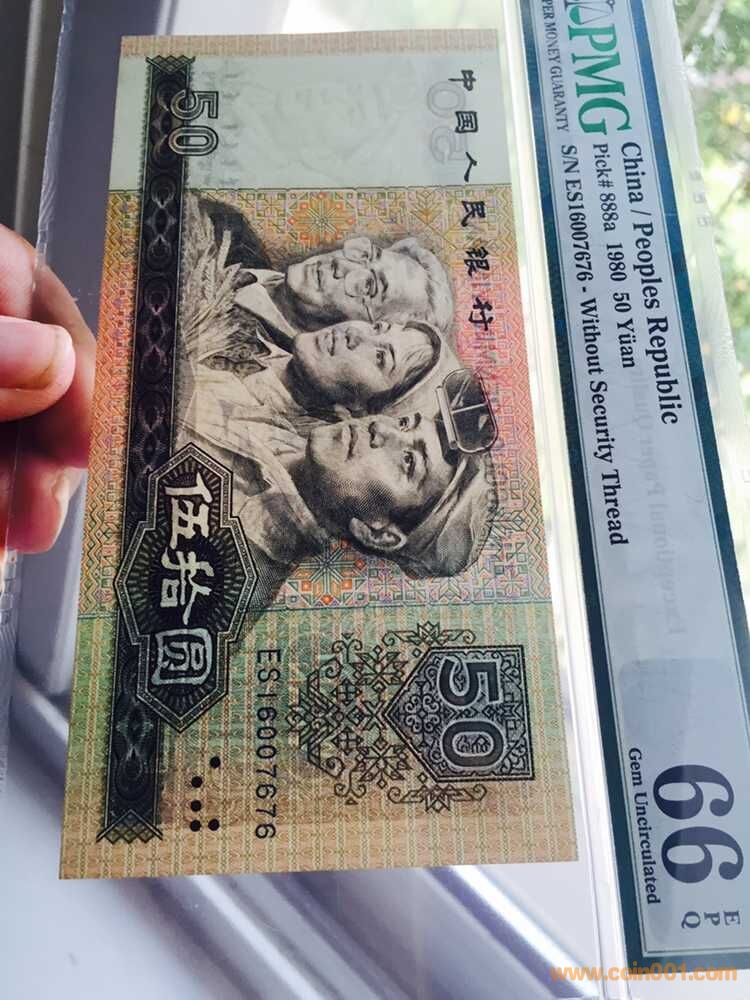 PMG
PER MONEY GUARANTY
China / Peoples Republic
Pick# 888a 1980 50 Yüan
S/N ES16007676 - Without Security Thread
66 EPQ
Gem Uncirculated
中国人民银行
50
伍拾圆
50
ES16007676
www.coin001.com